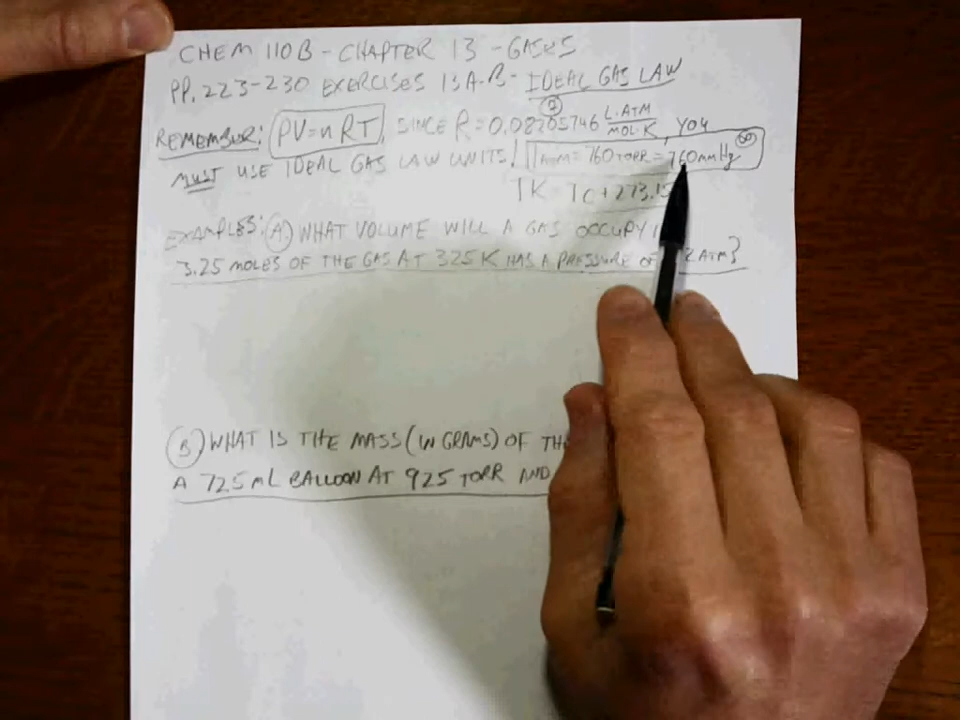 CHEM 110B - CHAPTER 13 - GASES
PP. 223-230 EXERCISES 13A-B - IDEAL GAS LAW
REMEMBER: PV=nRT, SINCE R=0.08205746 L·ATM/MOL·K, YOU
MUST USE IDEAL GAS LAW UNITS! 1 ATM = 760 TORR = 760 mmHg
TK = TC + 273.15
EXAMPLES: (A) WHAT VOLUME WILL A GAS OCCUPY
3.25 MOLES OF THE GAS AT 325 K HAS A PRESSURE OF ATM?
(B) WHAT IS THE MASS (IN GRAMS) OF
A 725 mL BALLOON AT 925 TORR AND